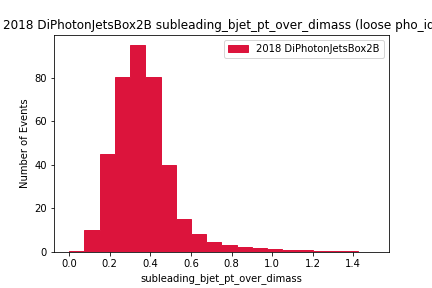 2018 DiPhotonJetsBox2B subleading_bjet_pt_over_dimass (loose pho_id
2018 DiPhotonJetsBox2B
Number of Events
80
60
40
20
0
0.0 0.2 0.4 0.6 0.8 1.0 1.2 1.4
subleading_bjet_pt_over_dimass